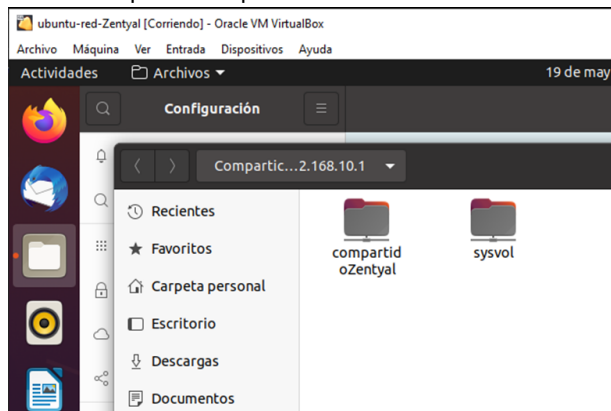 ubuntu-red-Zentyal [Corriendo] - Oracle VM VirtualBox
Archivo Máquina Ver Entrada Dispositivos Ayuda
Actividades Archivos 19 de may
Configuración
Compartic...2.168.10.1
Recientes
Favoritos
Carpeta personal
Escritorio
Descargas
Documentos
compartid
oZentyal
sysvol